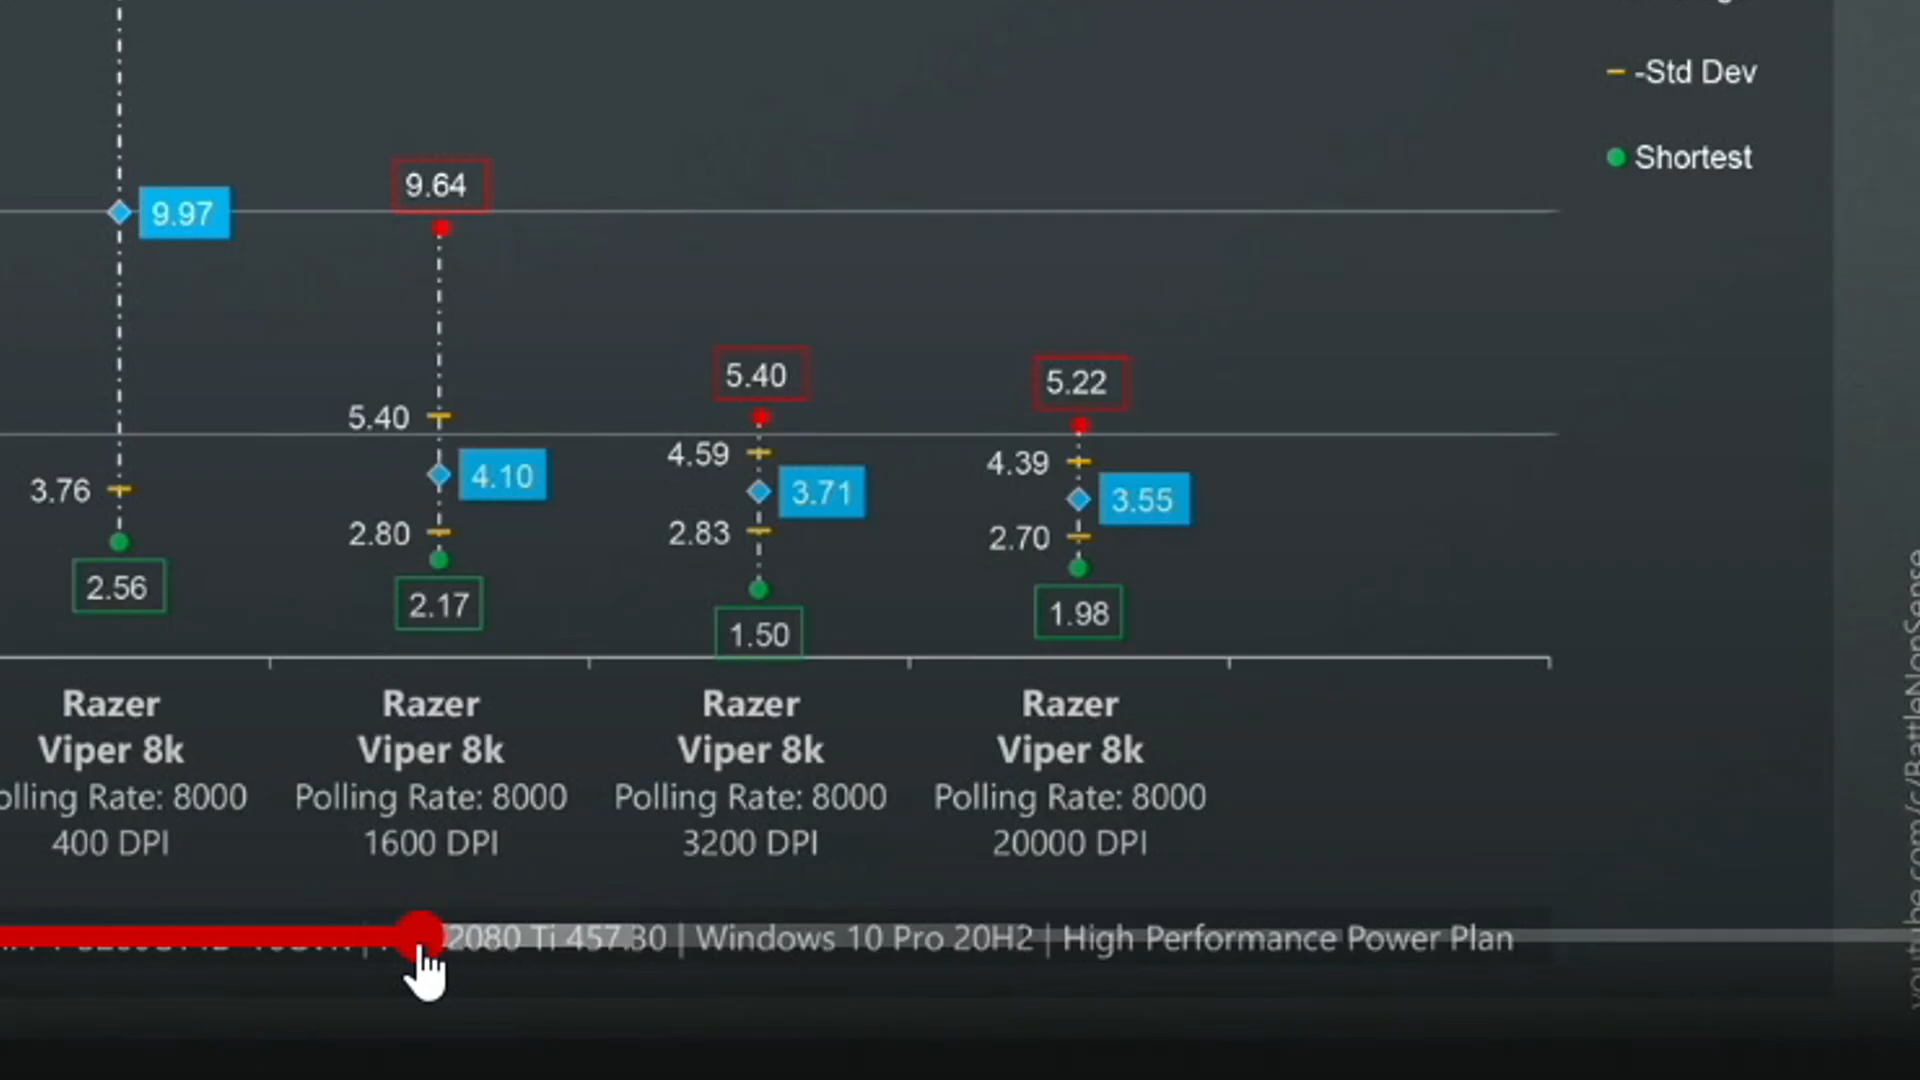 -Std Dev
Shortest
9.97
3.76
2.56
9.64
5.40
4.10
2.80
2.17
5.40
4.59
3.71
2.83
1.50
5.22
4.39
3.55
2.70
1.98
Razer
Viper 8k
olling Rate: 8000
400 DPI
Razer
Viper 8k
Polling Rate: 8000
1600 DPI
Razer
Viper 8k
Polling Rate: 8000
3200 DPI
Razer
Viper 8k
Polling Rate: 8000
20000 DPI
2080 Ti 457.30 | Windows 10 Pro 20H2 | High Performance Power Plan
youtube.com/c/BattleNonSense